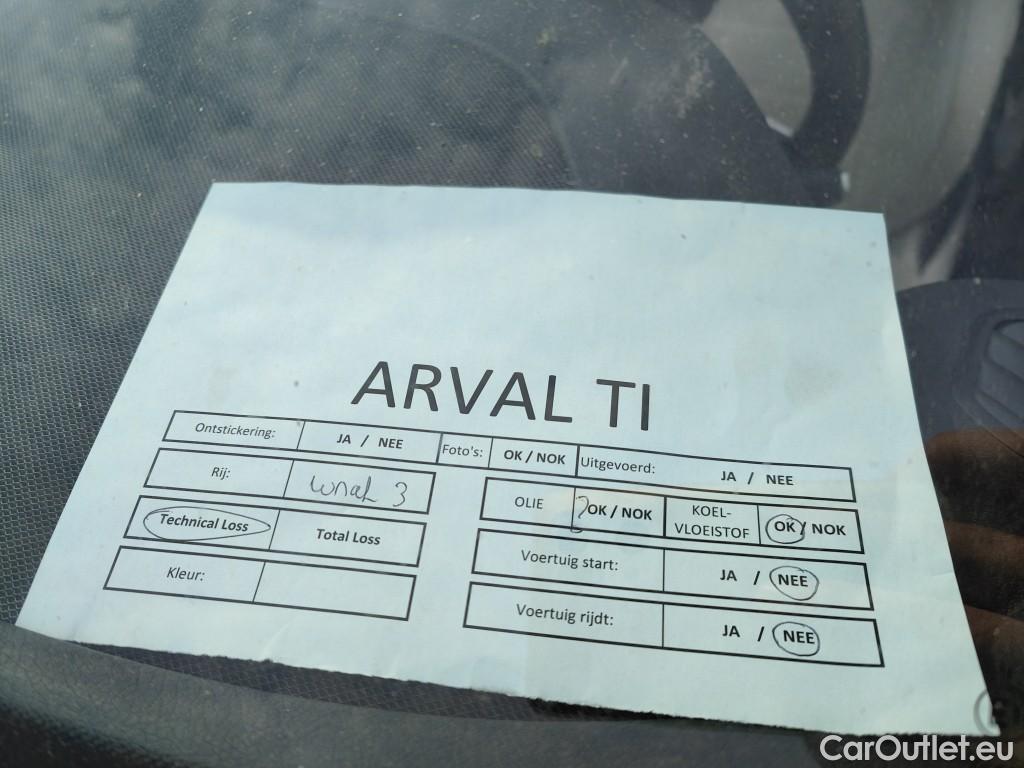 ARVAL TI
Ontstickering: JA / NEE Foto's: OK / NOK Uitgevoerd: JA / NEE
Rij: 3
OLIE OK / NOK KOEL-VLOEISTOF OK / NOK
Technical Loss Total Loss
Voertuig start: JA / NEE
Kleur:
Voertuig rijdt: JA / NEE
CarOutlet.eu